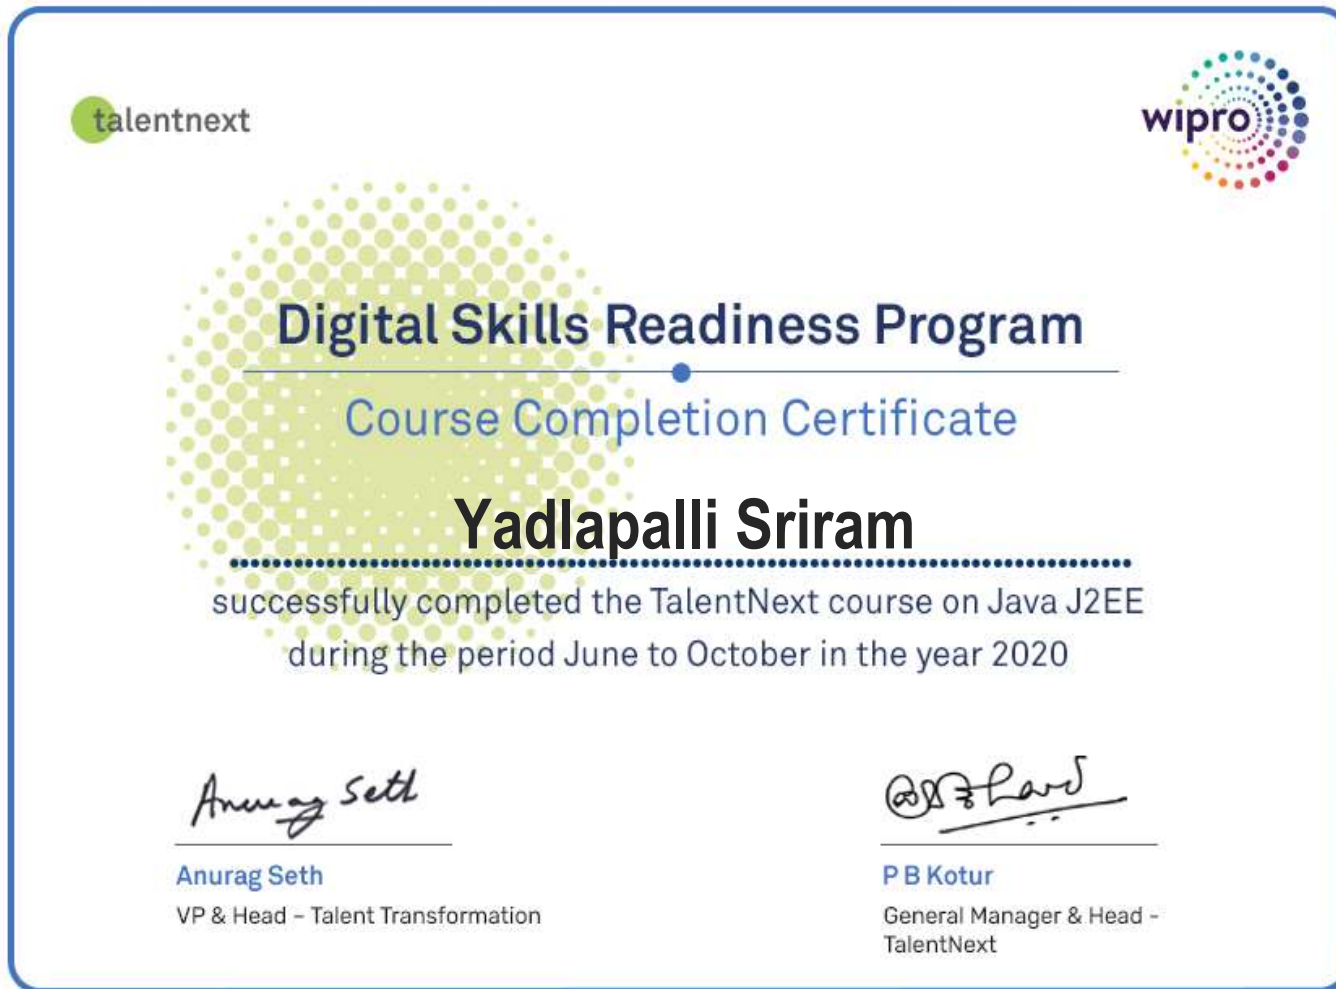 talentnext
wipro
Digital Skills Readiness Program
Course Completion Certificate
Yadlapalli Sriram
successfully completed the TalentNext course on Java J2EE
during the period June to October in the year 2020
Anurag Seth
Anurag Seth
VP & Head – Talent Transformation
P B Kotur
General Manager & Head -
TalentNext